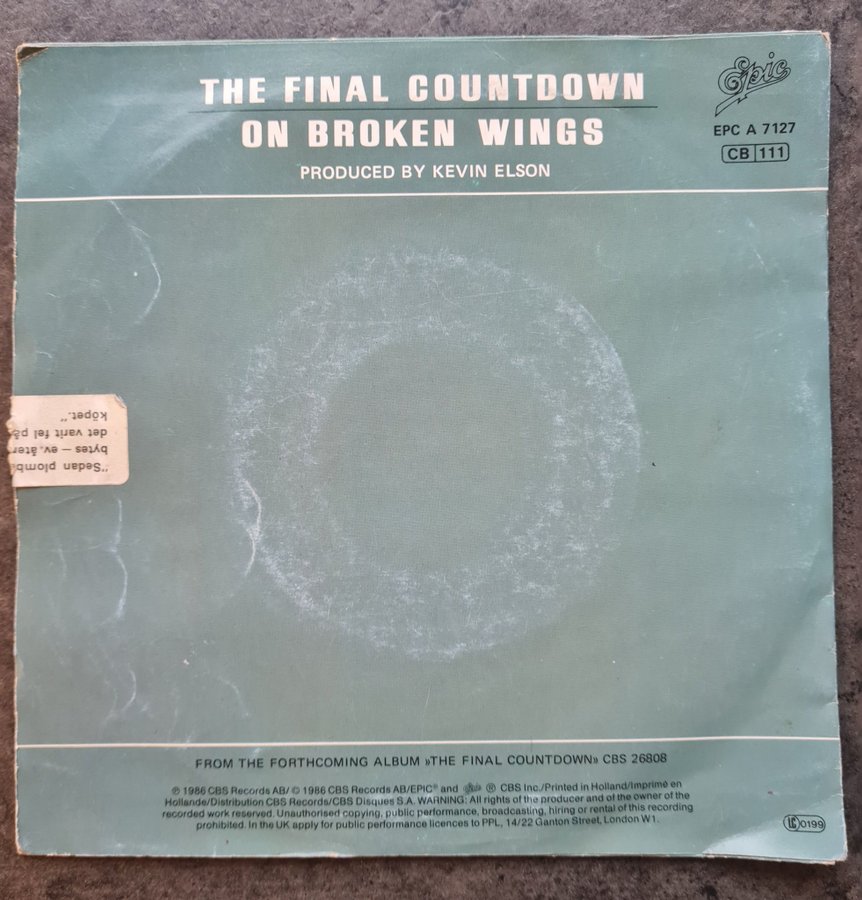 THE FINAL COUNTDOWN
ON BROKEN WINGS
PRODUCED BY KEVIN ELSON
Epic
EPC A 7127
CB 111
"Sedan plomb
bytes – ev. åter
det varit fel på
köpet."
FROM THE FORTHCOMING ALBUM »THE FINAL COUNTDOWN» CBS 26808
℗ 1986 CBS Records AB/ © 1986 CBS Records AB/EPIC® and Epic ® CBS Inc./Printed in Holland/Imprimé en
Hollande/Distribution CBS Records/CBS Disques S.A. WARNING: All rights of the producer and of the owner of the
recorded work reserved. Unauthorised copying, public performance, broadcasting, hiring or rental of this recording
prohibited. In the UK apply for public performance licences to PPL, 14/22 Ganton Street, London W1.
LC 0199